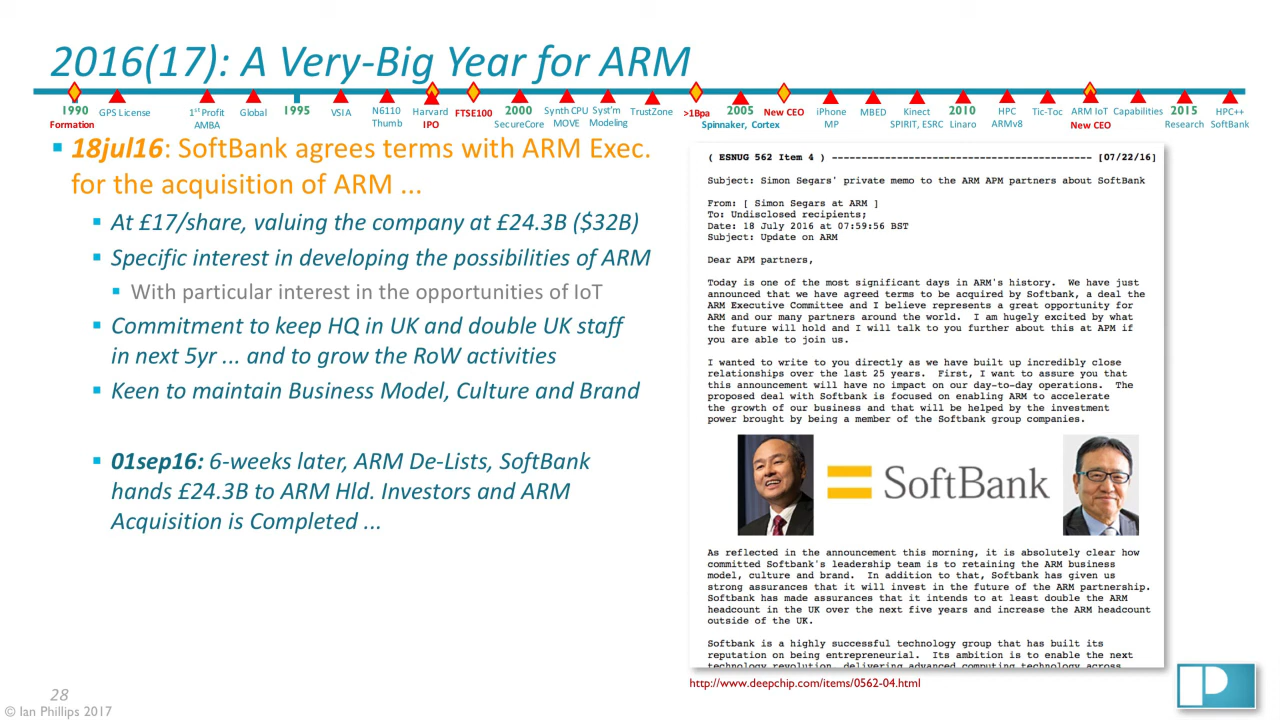 2016(17): A Very-Big Year for ARM
1990 GPS License 1st Profit Global 1995 VSIA N6110 Harvard FTSE100 2000 Synth CPU Syst'm TrustZone >1Bpa 2005 New CEO iPhone MBED Kinect 2010 HPC Tic-Toc ARM IoT Capabilities 2015 HPC++
Formation AMBA Thumb IPO SecureCore MOVE Modeling Spinnaker, Cortex MP SPIRIT, ESRC Linaro ARMv8 New CEO Research SoftBank
▪ 18jul16: SoftBank agrees terms with ARM Exec.
for the acquisition of ARM ...
▪ At £17/share, valuing the company at £24.3B ($32B)
▪ Specific interest in developing the possibilities of ARM
▪ With particular interest in the opportunities of IoT
▪ Commitment to keep HQ in UK and double UK staff
in next 5yr ... and to grow the RoW activities
▪ Keen to maintain Business Model, Culture and Brand
▪ 01sep16: 6-weeks later, ARM De-Lists, SoftBank
hands £24.3B to ARM Hld. Investors and ARM
Acquisition is Completed ...
( ESNUG 562 Item 4 ) -------------------------------------------- [07/22/16]
Subject: Simon Segars' private memo to the ARM APM partners about SoftBank
From: [ Simon Segars at ARM ]
To: Undisclosed recipients;
Date: 18 July 2016 at 07:59:56 BST
Subject: Update on ARM
Dear APM partners,
Today is one of the most significant days in ARM's history. We have just
announced that we have agreed terms to be acquired by Softbank, a deal the
ARM Executive Committee and I believe represents a great opportunity for
ARM and our many partners around the world. I am hugely excited by what
the future will hold and I will talk to you further about this at APM if
you are able to join us.
I wanted to write to you directly as we have built up incredibly close
relationships over the last 25 years. First, I want to assure you that
this announcement will have no impact on our day-to-day operations. The
proposed deal with Softbank is focused on enabling ARM to accelerate
the growth of our business and that will be helped by the investment
power brought by being a member of the Softbank group companies.
SoftBank
As reflected in the announcement this morning, it is absolutely clear how
committed Softbank's leadership team is to retaining the ARM business
model, culture and brand. In addition to that, Softbank has given us
strong assurances that it will invest in the future of the ARM partnership.
Softbank has made assurances that it intends to at least double the ARM
headcount in the UK over the next five years and increase the ARM headcount
outside of the UK.
Softbank is a highly successful technology group that has built its
reputation on being entrepreneurial. Its ambition is to enable the next
technology revolution, delivering advanced computing technology across
http://www.deepchip.com/items/0562-04.html
28
© Ian Phillips 2017
P